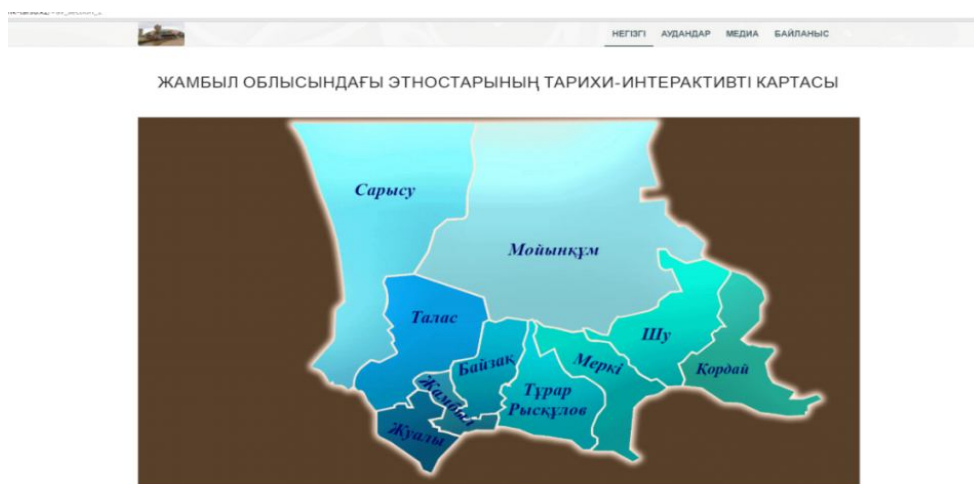 НЕГІЗГІ АУДАНДАР МЕДИА БАЙЛАНЫС
ЖАМБЫЛ ОБЛЫСЫНДАҒЫ ЭТНОСТАРЫНЫҢ ТАРИХИ-ИНТЕРАКТИВТІ КАРТАСЫ
Сарысу
Мойынқұм
Талас
Шу
Байзақ
Меркі
Қордай
Жамбыл
Тұрар
Рысқұлов
Жуалы